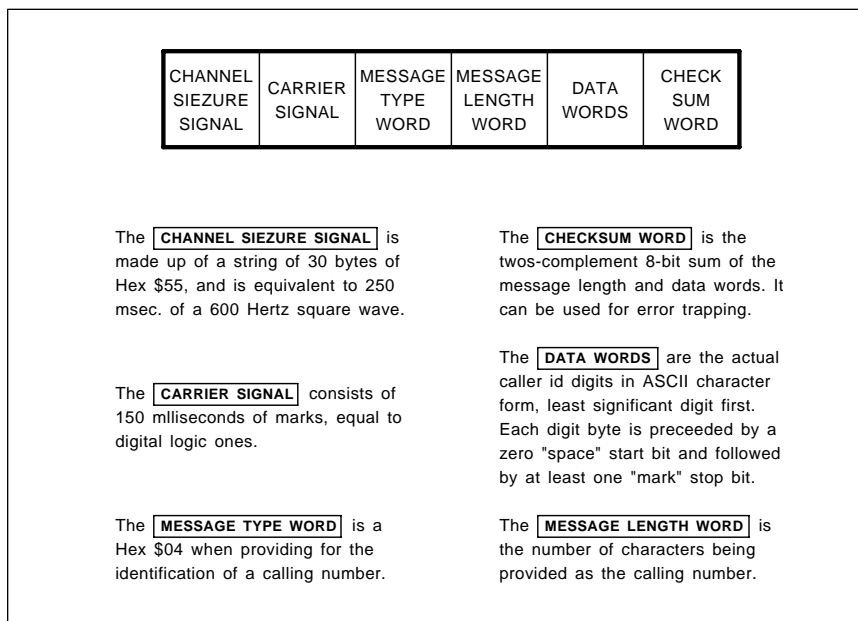 CHANNEL
SIEZURE
SIGNAL
CARRIER
SIGNAL
MESSAGE
TYPE
WORD
MESSAGE
LENGTH
WORD
DATA
WORDS
CHECK
SUM
WORD
The CHANNEL SIEZURE SIGNAL is
made up of a string of 30 bytes of
Hex $55, and is equivalent to 250
msec. of a 600 Hertz square wave.
The CARRIER SIGNAL consists of
150 mlliseconds of marks, equal to
digital logic ones.
The MESSAGE TYPE WORD is a
Hex $04 when providing for the
identification of a calling number.
The CHECKSUM WORD is the
twos-complement 8-bit sum of the
message length and data words. It
can be used for error trapping.
The DATA WORDS are the actual
caller id digits in ASCII character
form, least significant digit first.
Each digit byte is preceeded by a
zero "space" start bit and followed
by at least one "mark" stop bit.
The MESSAGE LENGTH WORD is
the number of characters being
provided as the calling number.